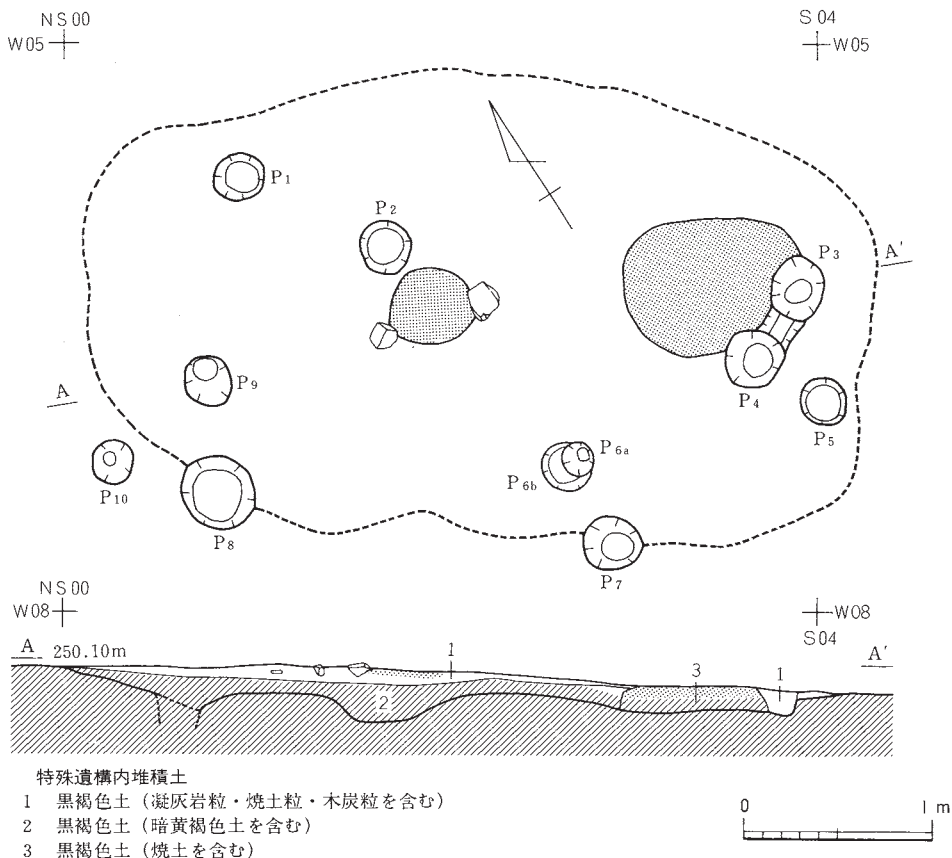 NS00
S04
W05
W05
P1
P2
P3
A'
P4
P5
A
P9
P6a
P6b
P10
P8
P7
NS00
W08
W08
S04
A
250.10m
1
3
1
A'
2
特殊遺構内堆積土
1 黒褐色土(凝灰岩粒・焼土粒・木炭粒を含む)
2 黒褐色土(暗黄褐色土を含む)
3 黒褐色土(焼土を含む)
0
1m